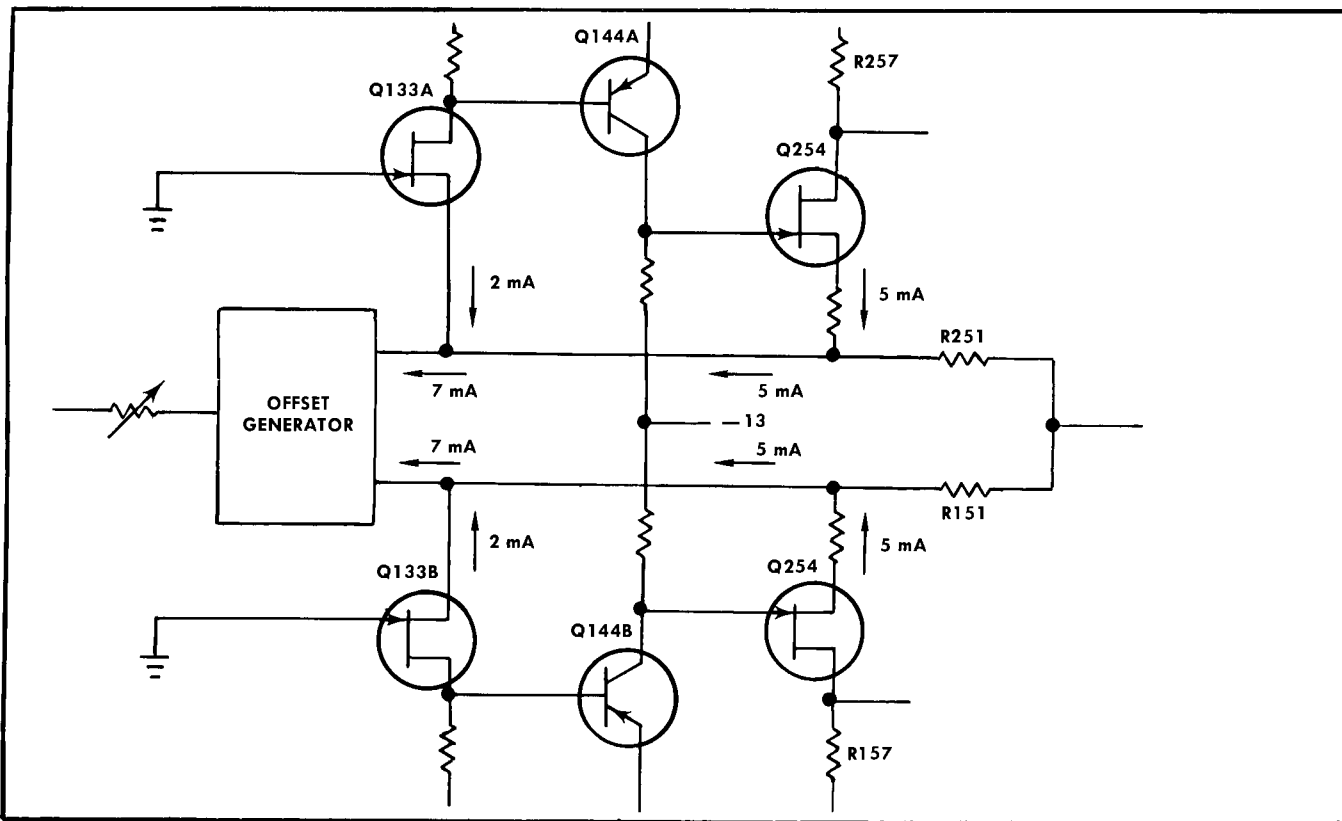 Q144A
R257
Q133A
Q254
2 mA
5 mA
R251
7 mA
5 mA
OFFSET
GENERATOR
— — 13
7 mA
5 mA
R151
2 mA
5 mA
Q133B
Q254
Q144B
R157